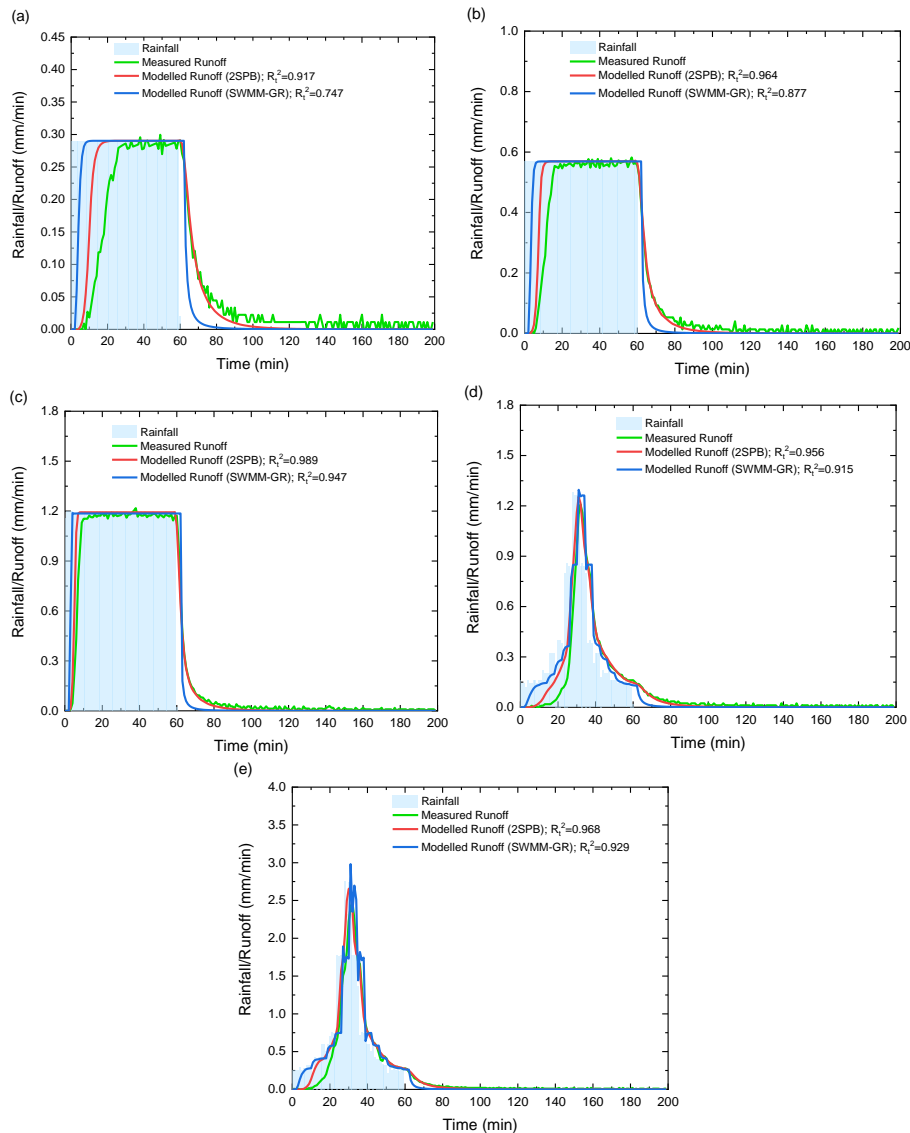 (a)
Rainfall
Measured Runoff
Modelled Runoff (2SPB); Rt²=0.917
Modelled Runoff (SWMM-GR); Rt²=0.747
Rainfall/Runoff (mm/min)
0.45
0.40
0.35
0.30
0.25
0.20
0.15
0.10
0.05
0.00
0 20 40 60 80 100 120 140 160 180 200
Time (min)
(b)
Rainfall
Measured Runoff
Modelled Runoff (2SPB); Rt²=0.964
Modelled Runoff (SWMM-GR); Rt²=0.877
Rainfall/Runoff (mm/min)
1.0
0.8
0.6
0.4
0.2
0.0
0 20 40 60 80 100 120 140 160 180 200
Time (min)
(c)
Rainfall
Measured Runoff
Modelled Runoff (2SPB); Rt²=0.989
Modelled Runoff (SWMM-GR); Rt²=0.947
Rainfall/Runoff (mm/min)
1.8
1.5
1.2
0.9
0.6
0.3
0.0
0 20 40 60 80 100 120 140 160 180 200
Time (min)
(d)
Rainfall
Measured Runoff
Modelled Runoff (2SPB); Rt²=0.956
Modelled Runoff (SWMM-GR); Rt²=0.915
Rainfall/Runoff (mm/min)
1.8
1.5
1.2
0.9
0.6
0.3
0.0
0 20 40 60 80 100 120 140 160 180 200
Time (min)
(e)
Rainfall
Measured Runoff
Modelled Runoff (2SPB); Rt²=0.968
Modelled Runoff (SWMM-GR); Rt²=0.929
Rainfall/Runoff (mm/min)
4.0
3.5
3.0
2.5
2.0
1.5
1.0
0.5
0.0
0 20 40 60 80 100 120 140 160 180 200
Time (min)